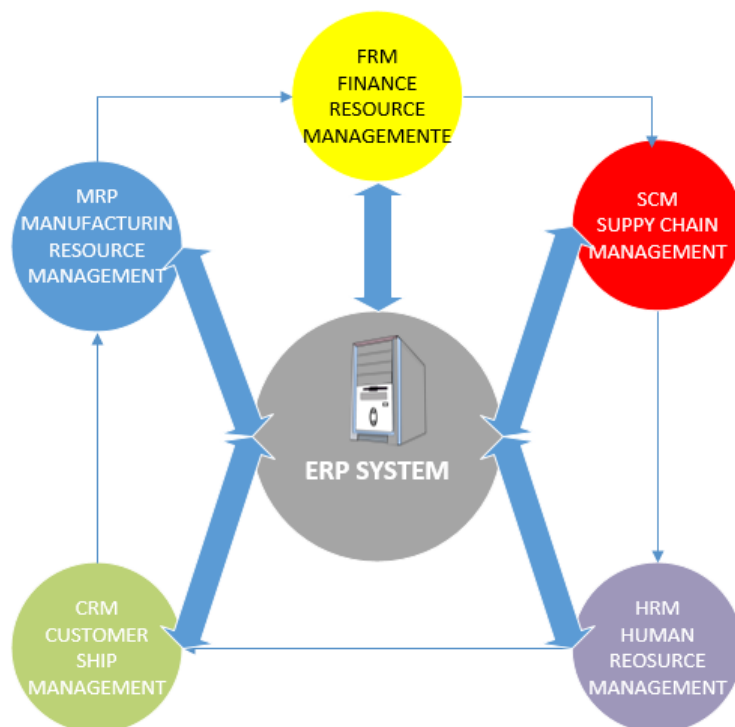 FRM
FINANCE
RESOURCE
MANAGEMENTE
MRP
MANUFACTURIN
RESOURCE
MANAGEMENT
SCM
SUPPY CHAIN
MANAGEMENT
ERP SYSTEM
CRM
CUSTOMER
SHIP
MANAGEMENT
HRM
HUMAN
REOSURCE
MANAGEMENT